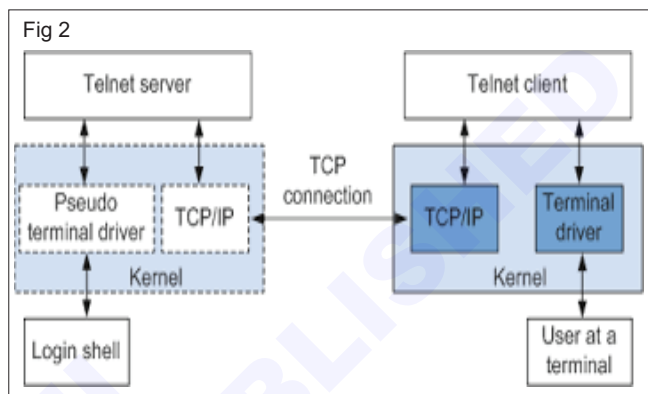 Fig 2
Telnet server
Telnet client
TCP
connection
Pseudo
terminal driver
TCP/IP
TCP/IP
Terminal
driver
Kernel
Kernel
Login shell
User at a
terminal
BLISHED